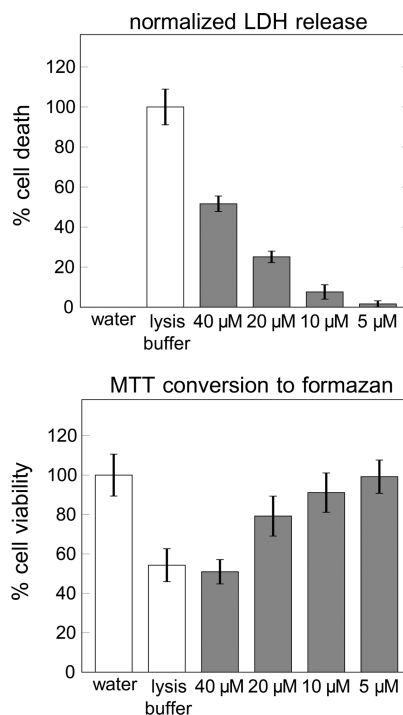 normalized LDH release
% cell death
120
100
80
60
40
20
0
water lysis buffer 40 µM 20 µM 10 µM 5 µM
MTT conversion to formazan
% cell viability
120
100
80
60
40
20
0
water lysis buffer 40 µM 20 µM 10 µM 5 µM